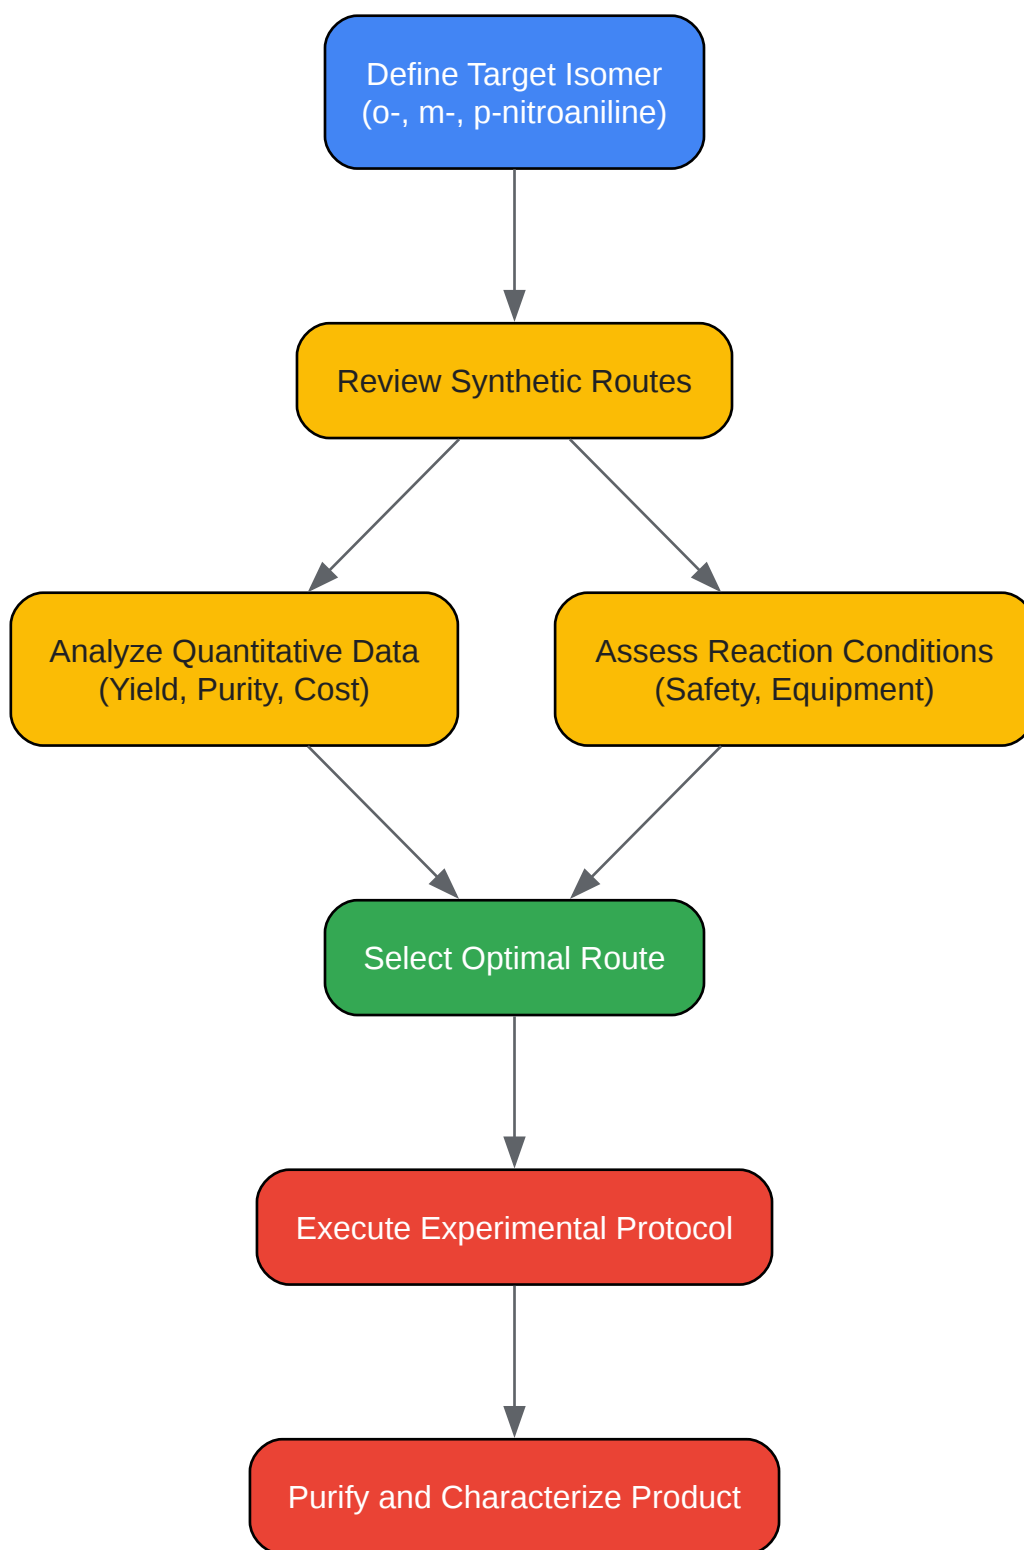 Define Target Isomer
(o-, m-, p-nitroaniline)
Review Synthetic Routes
Analyze Quantitative Data
(Yield, Purity, Cost)
Assess Reaction Conditions
(Safety, Equipment)
Select Optimal Route
Execute Experimental Protocol
Purify and Characterize Product